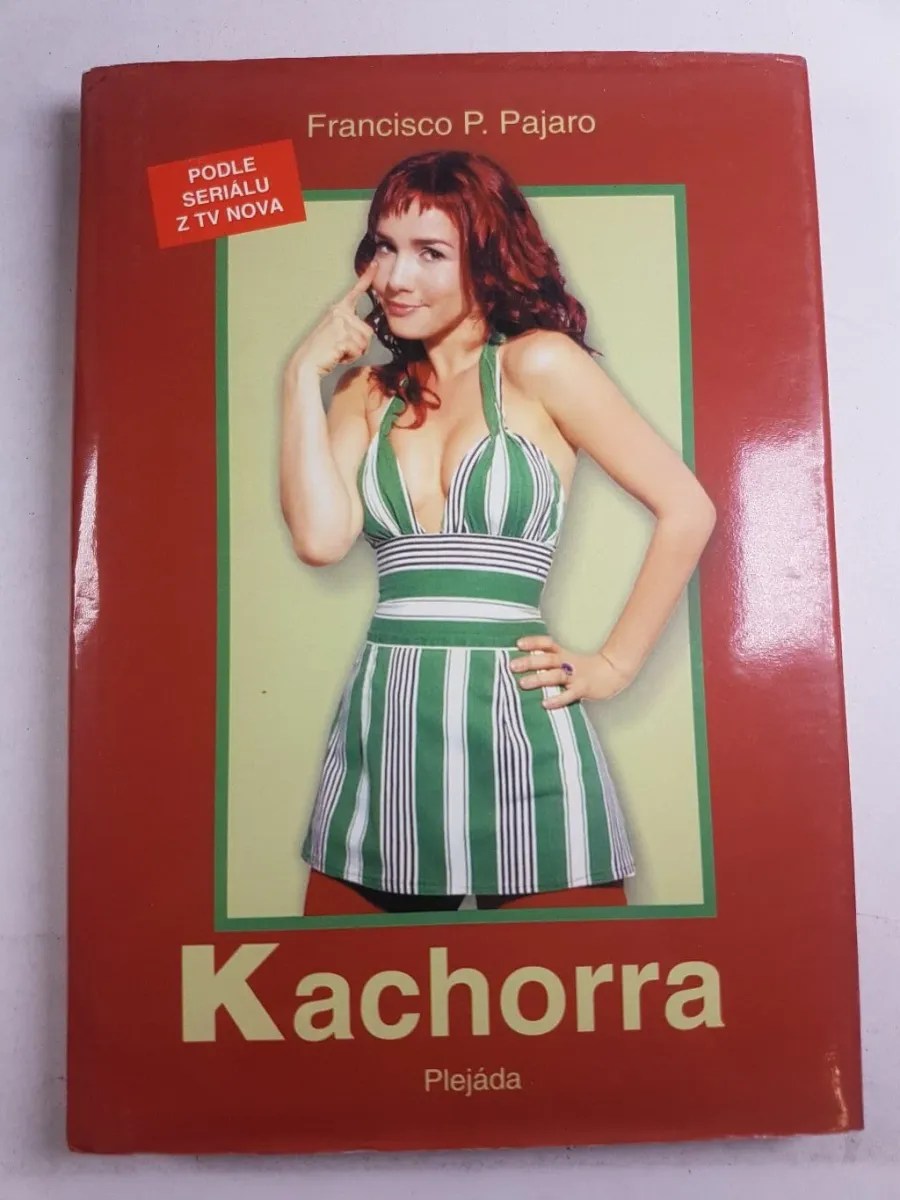 Francisco P. Pajaro
PODLE
SERIÁLU
Z TV NOVA
Kachorra
Plejáda